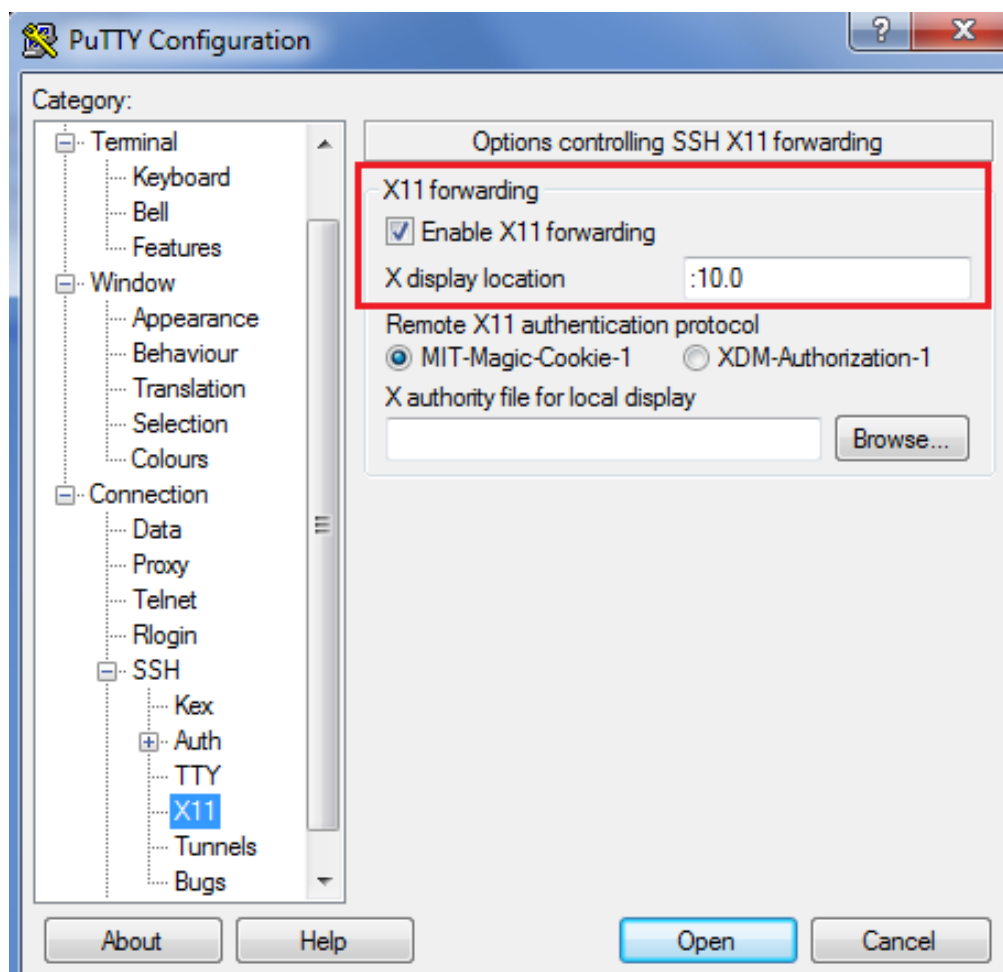 PuTTY Configuration
Category:
Terminal
Keyboard
Bell
Features
Window
Appearance
Behaviour
Translation
Selection
Colours
Connection
Data
Proxy
Telnet
Rlogin
SSH
Kex
Auth
TTY
X11
Tunnels
Bugs
Options controlling SSH X11 forwarding
X11 forwarding
Enable X11 forwarding
X display location :10.0
Remote X11 authentication protocol
MIT-Magic-Cookie-1 XDM-Authorization-1
X authority file for local display
Browse...
About Help Open Cancel